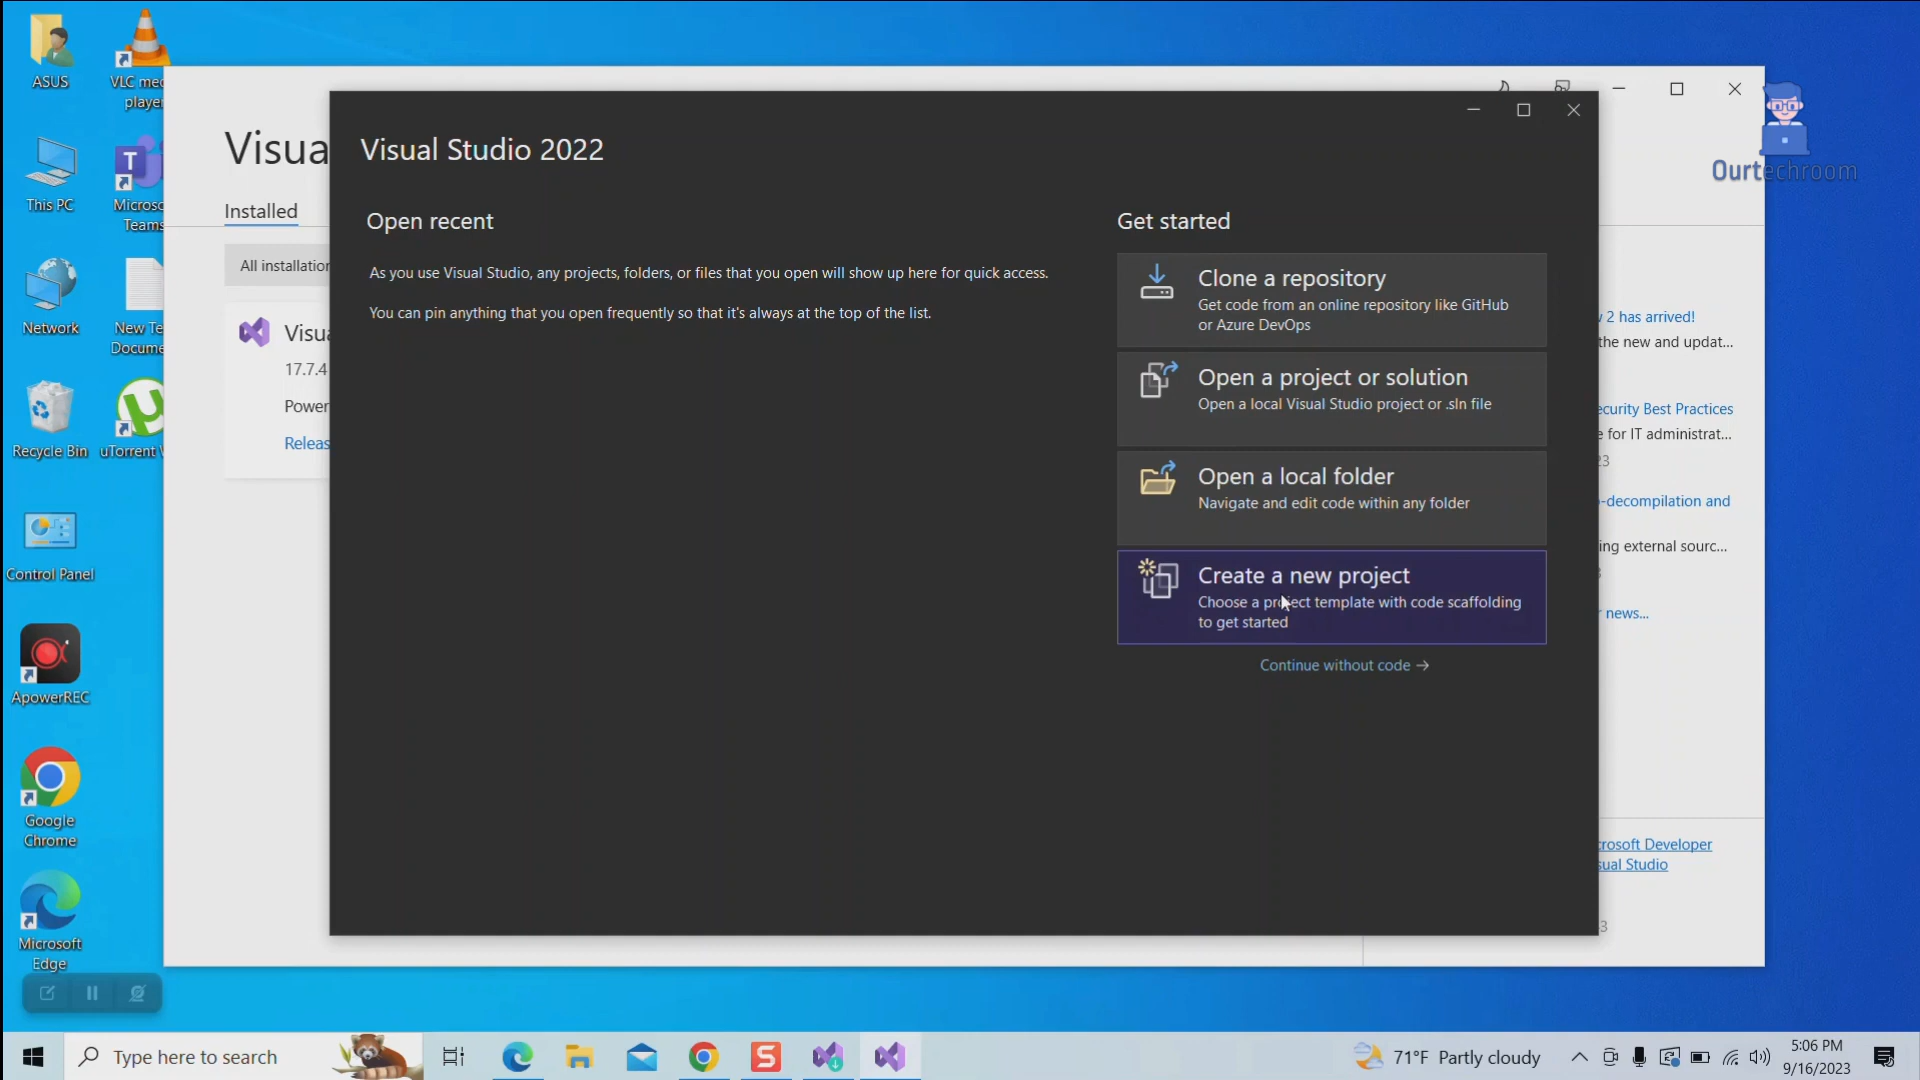 ASUS
VLC med
player
This PC
Microso
Teams
Network
New Te
Docume
Recycle Bin
uTorrent W
Control Panel
ApowerREC
Google
Chrome
Microsoft
Edge
Visua
Installed
All installation
Visua
17.7.4
Power
Releas
Visual Studio 2022
Open recent
As you use Visual Studio, any projects, folders, or files that you open will show up here for quick access.
You can pin anything that you open frequently so that it's always at the top of the list.
Get started
Clone a repository
Get code from an online repository like GitHub
or Azure DevOps
Open a project or solution
Open a local Visual Studio project or .sln file
Open a local folder
Navigate and edit code within any folder
Create a new project
Choose a project template with code scaffolding
to get started
Continue without code →
Ourtechroom
2 has arrived!
the new and updat...
ecurity Best Practices
e for IT administrat...
23
-decompilation and
ing external sourc...
3
news...
crosoft Developer
sual Studio
3
Type here to search
71°F Partly cloudy
5:06 PM
9/16/2023